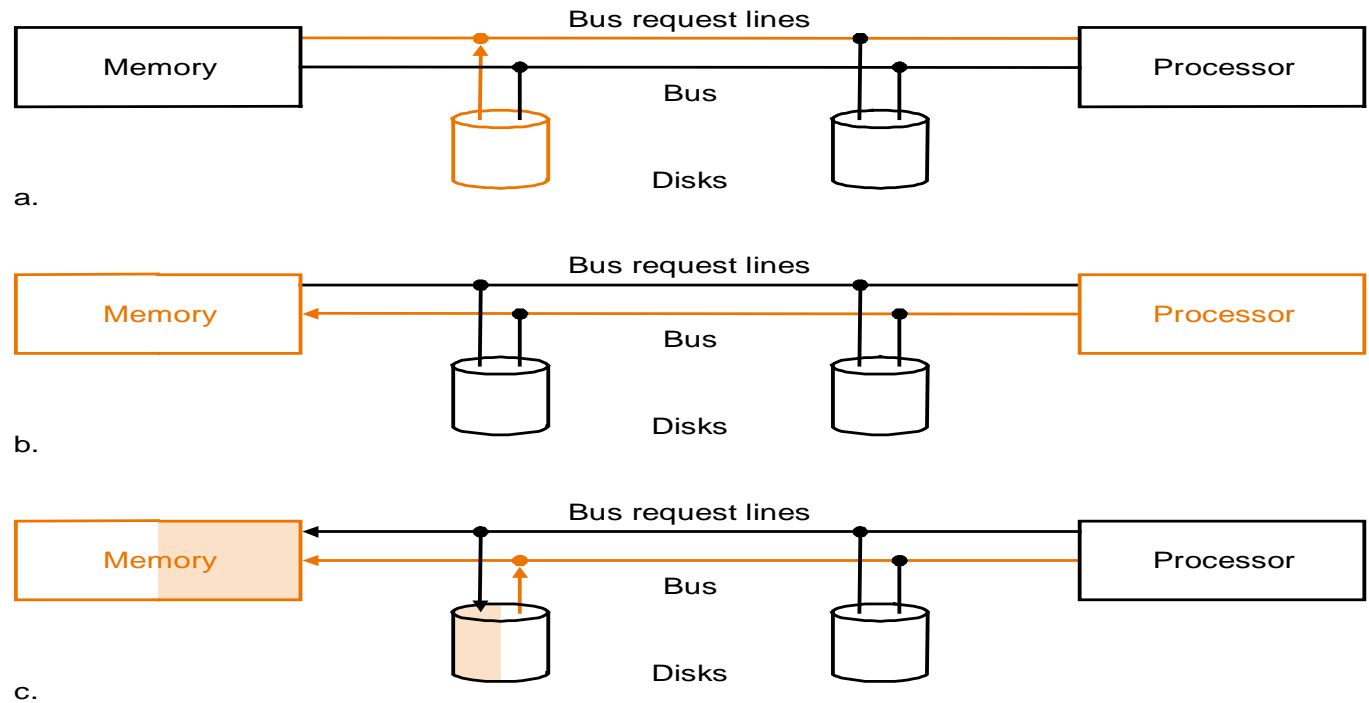 Bus request lines
Memory
Processor
Bus
Disks
a.
Bus request lines
Memory
Processor
Bus
Disks
b.
Bus request lines
Memory
Processor
Bus
Disks
c.